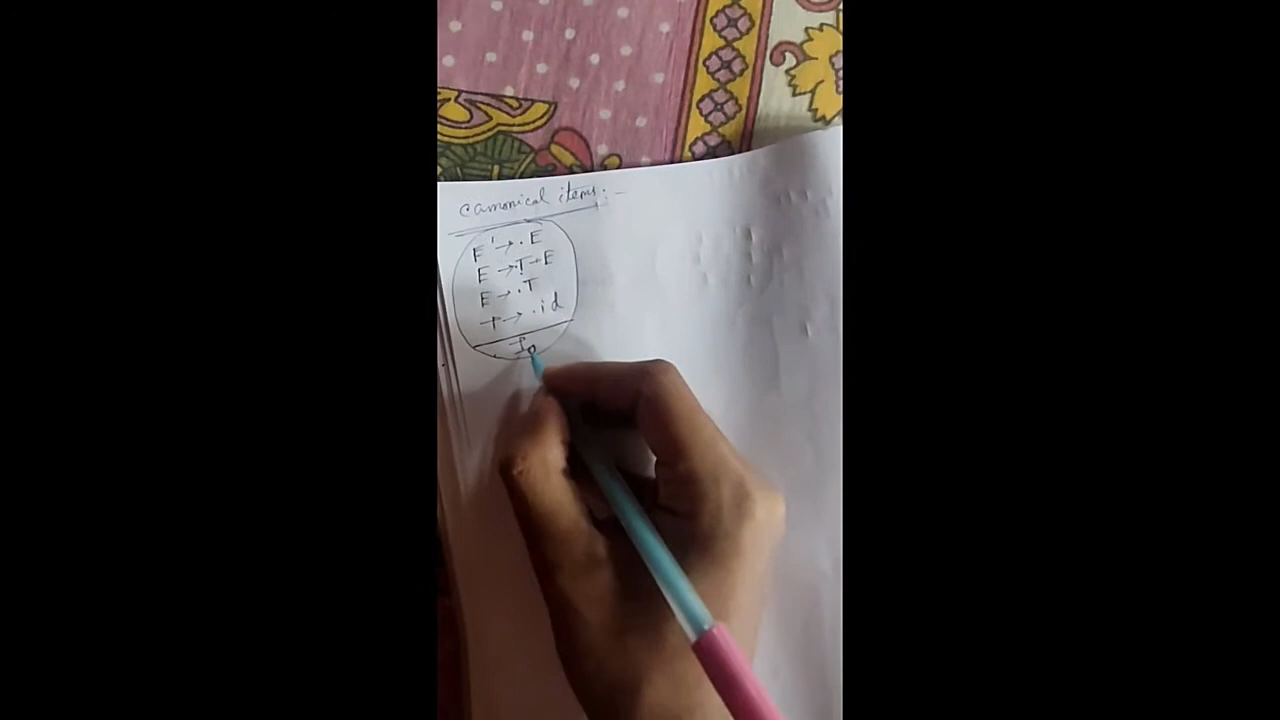 canonical items:-
E' → .E
E → .T+E
E → .T
T → .id
I0